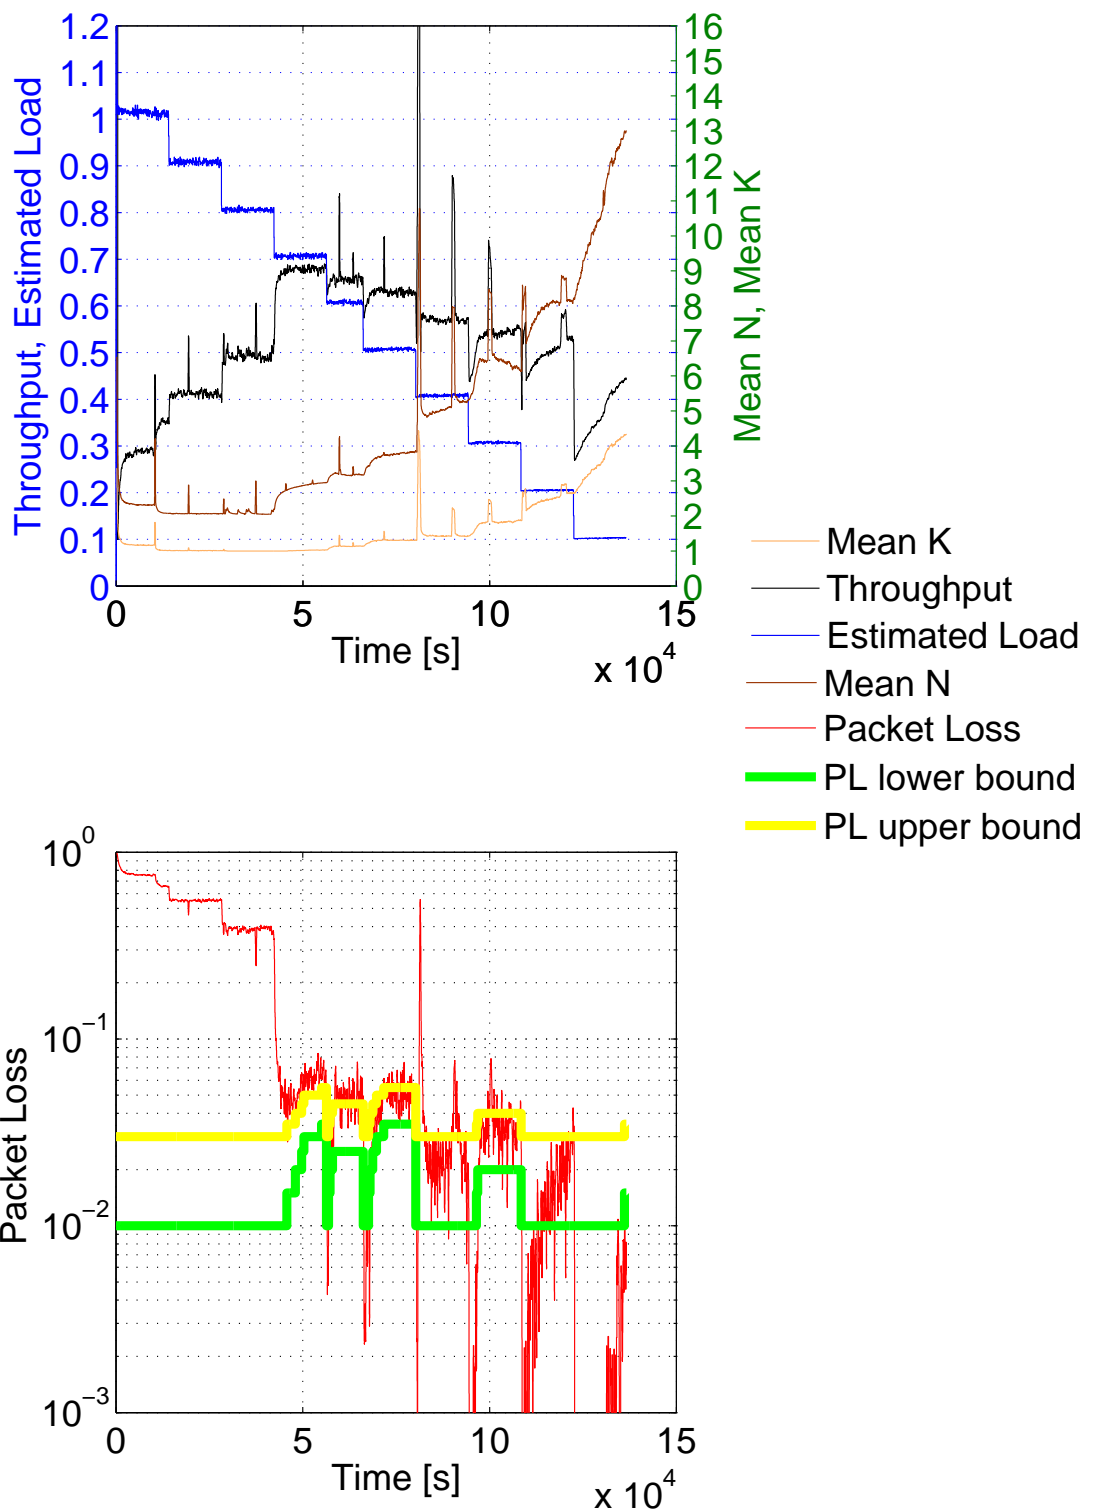 Throughput, Estimated Load
1.2
1.1
1
0.9
0.8
0.7
0.6
0.5
0.4
0.3
0.2
0.1
0
16
15
14
13
12
11
10
9
8
7
6
5
4
3
2
1
0
Mean N, Mean K
0 5 10 15
Time [s]
x 10^4
Mean K
Throughput
Estimated Load
Mean N
Packet Loss
PL lower bound
PL upper bound
Packet Loss
10^0
10^−1
10^−2
10^−3
0 5 10 15
Time [s]
x 10^4